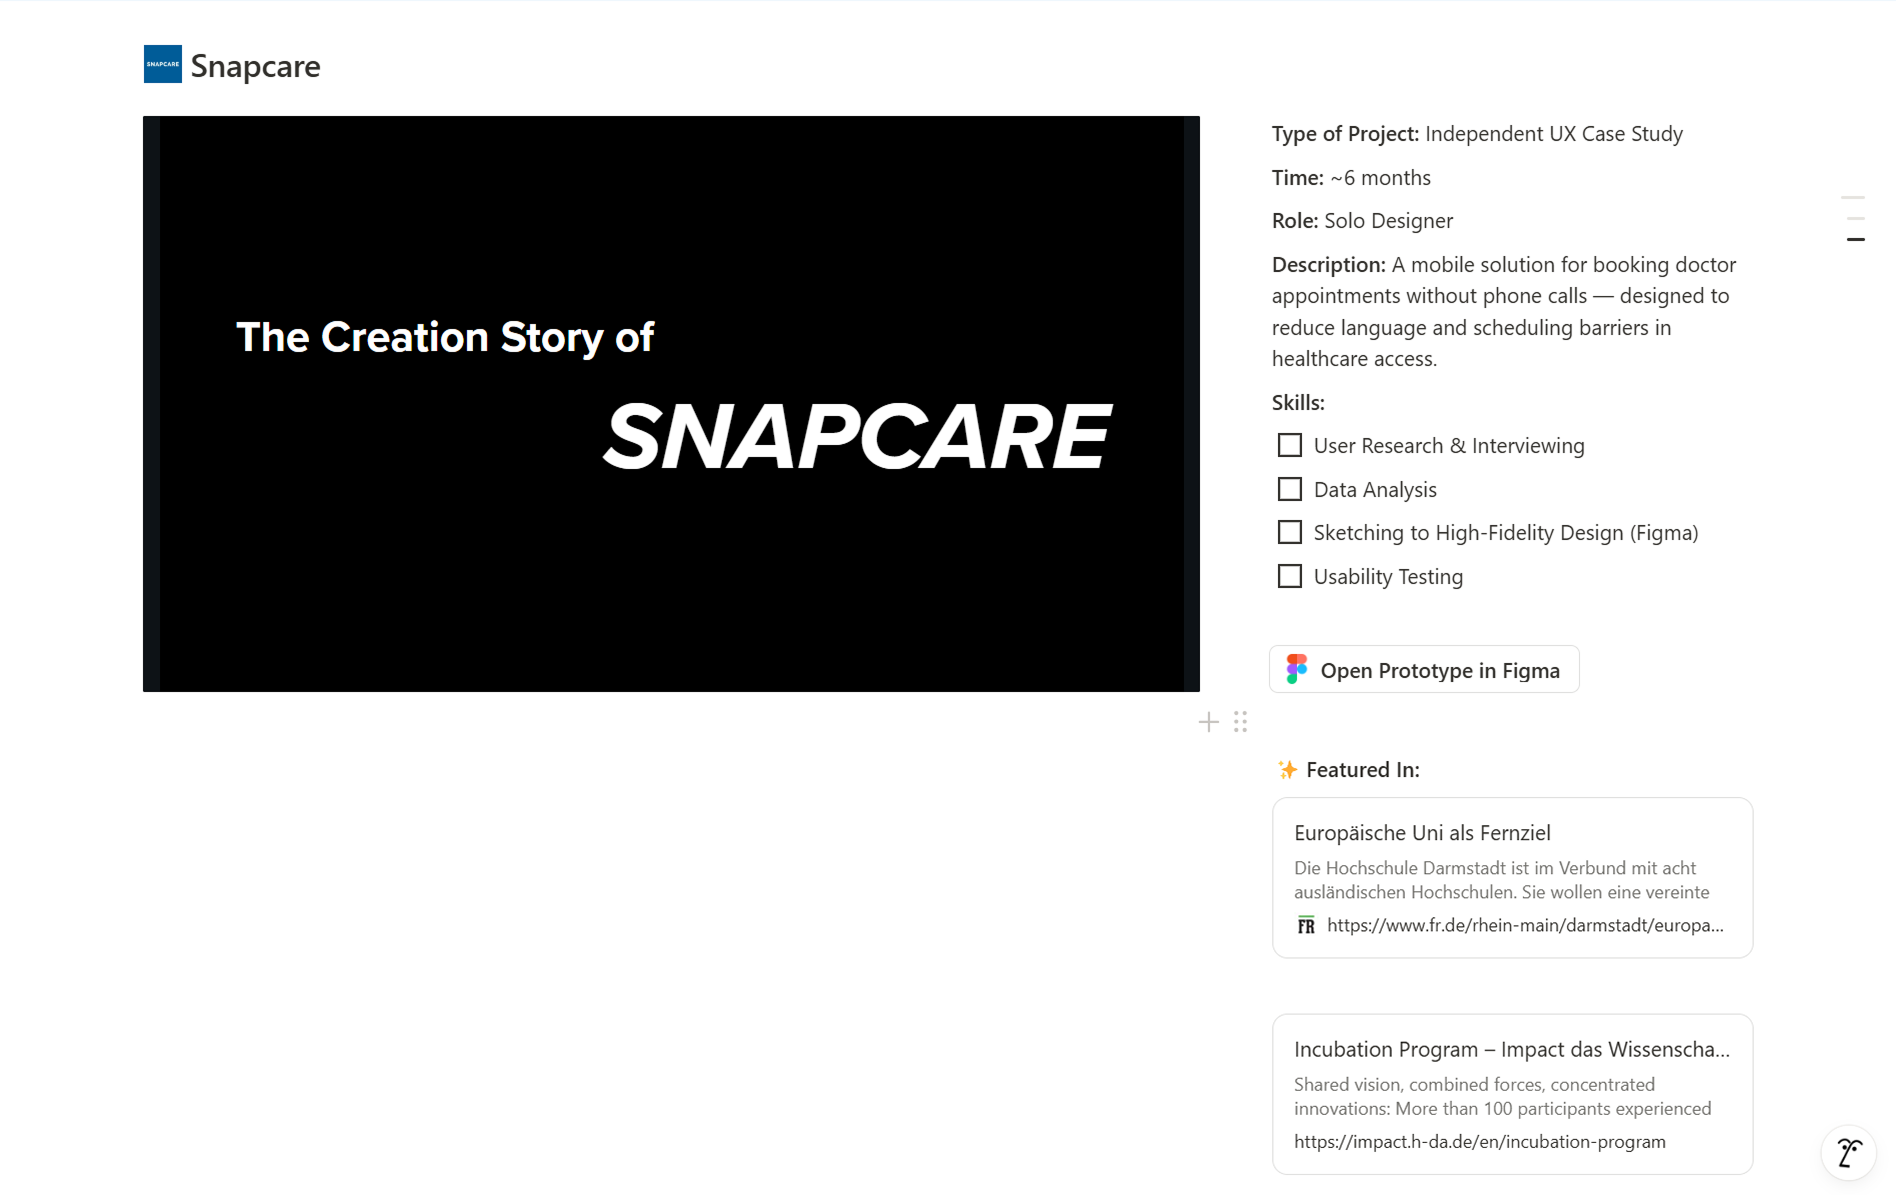 SNAPCARE
Snapcare
The Creation Story of
SNAPCARE
Type of Project: Independent UX Case Study
Time: ~6 months
Role: Solo Designer
Description: A mobile solution for booking doctor
appointments without phone calls — designed to
reduce language and scheduling barriers in
healthcare access.
Skills:
User Research & Interviewing
Data Analysis
Sketching to High-Fidelity Design (Figma)
Usability Testing
Open Prototype in Figma
✨ Featured In:
Europäische Uni als Fernziel
Die Hochschule Darmstadt ist im Verbund mit acht
ausländischen Hochschulen. Sie wollen eine vereinte
FR https://www.fr.de/rhein-main/darmstadt/europa...
Incubation Program – Impact das Wissenscha...
Shared vision, combined forces, concentrated
innovations: More than 100 participants experienced
https://impact.h-da.de/en/incubation-program